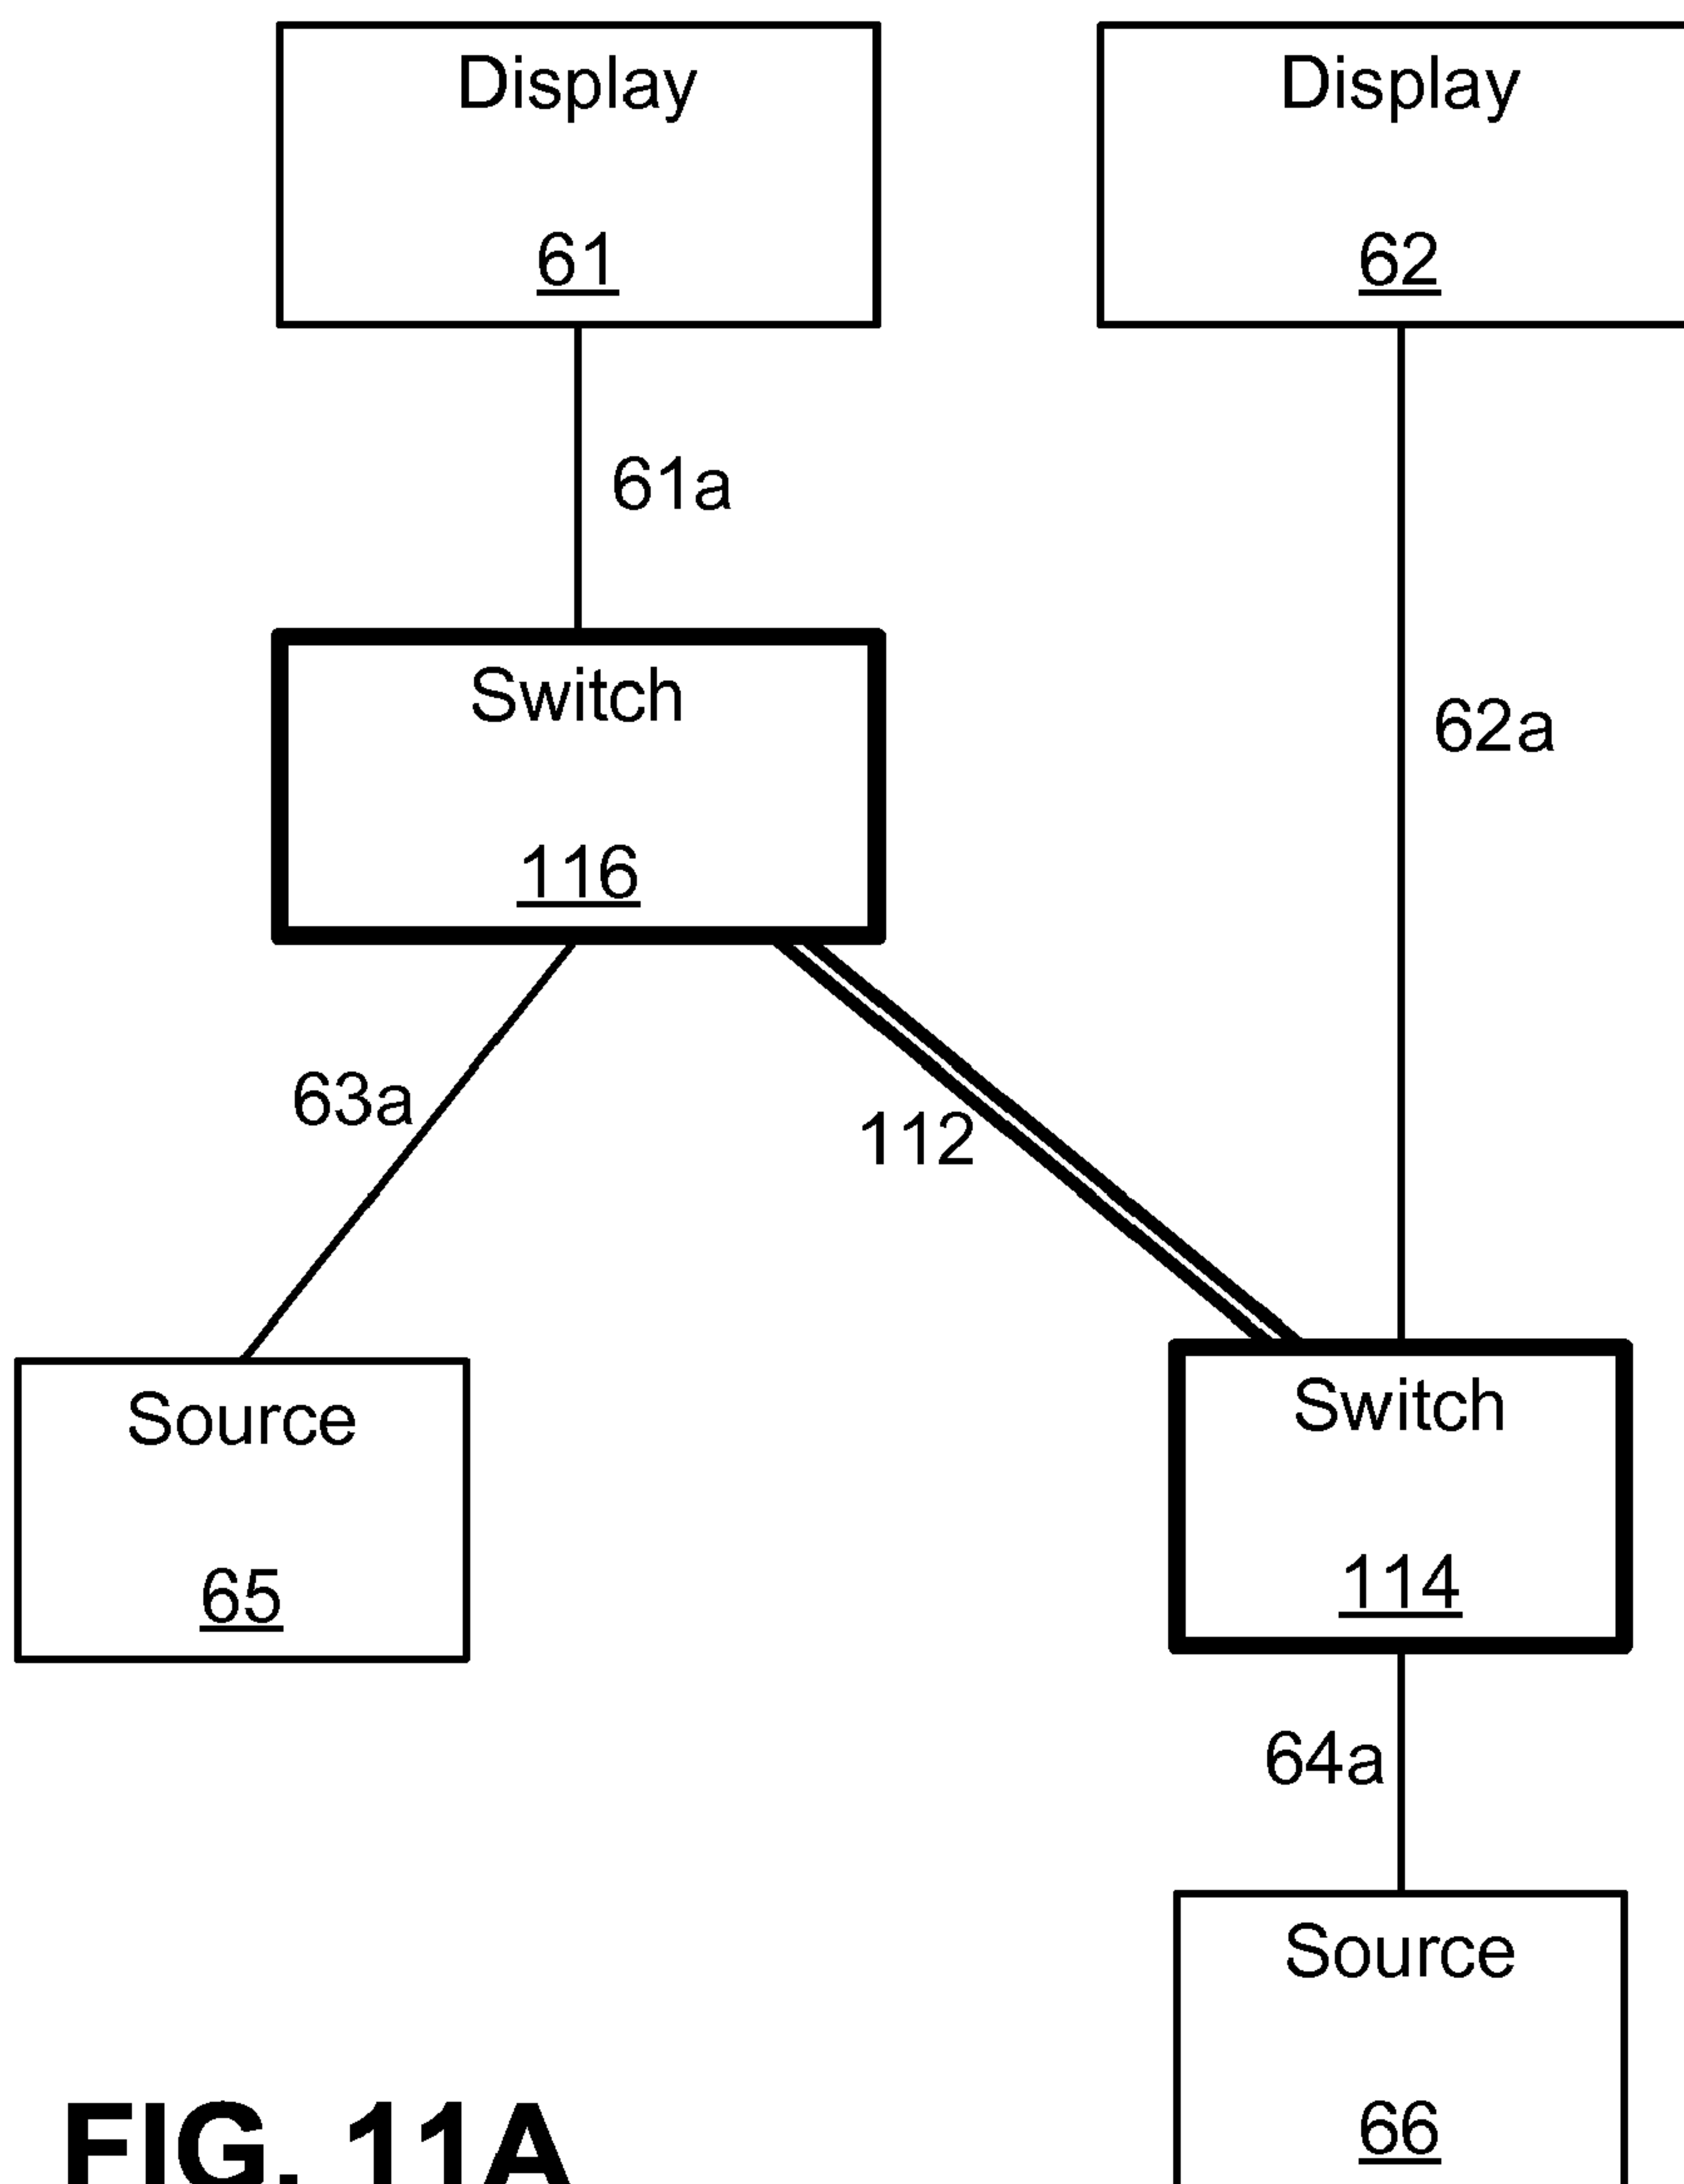 Display
61
Display
62
61a
62a
Switch
116
63a
112
Source
65
Switch
114
64a
Source
66
FIG. 11A